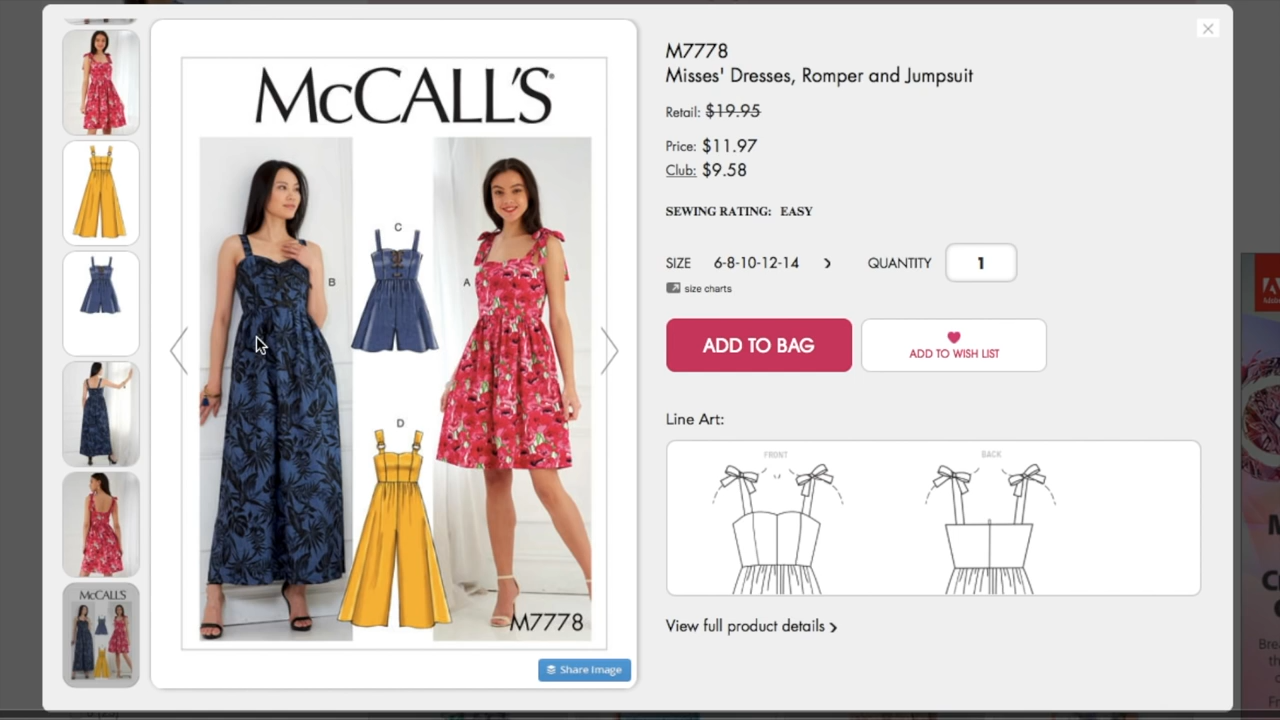 McCALL'S
McCALL'S®
B
C
A
D
M7778
Share Image
M7778
Misses' Dresses, Romper and Jumpsuit
Retail: $19.95
Price: $11.97
Club: $9.58
SEWING RATING: EASY
SIZE 6-8-10-12-14 › QUANTITY 1
size charts
ADD TO BAG
ADD TO WISH LIST
Line Art:
FRONT BACK
View full product details ›